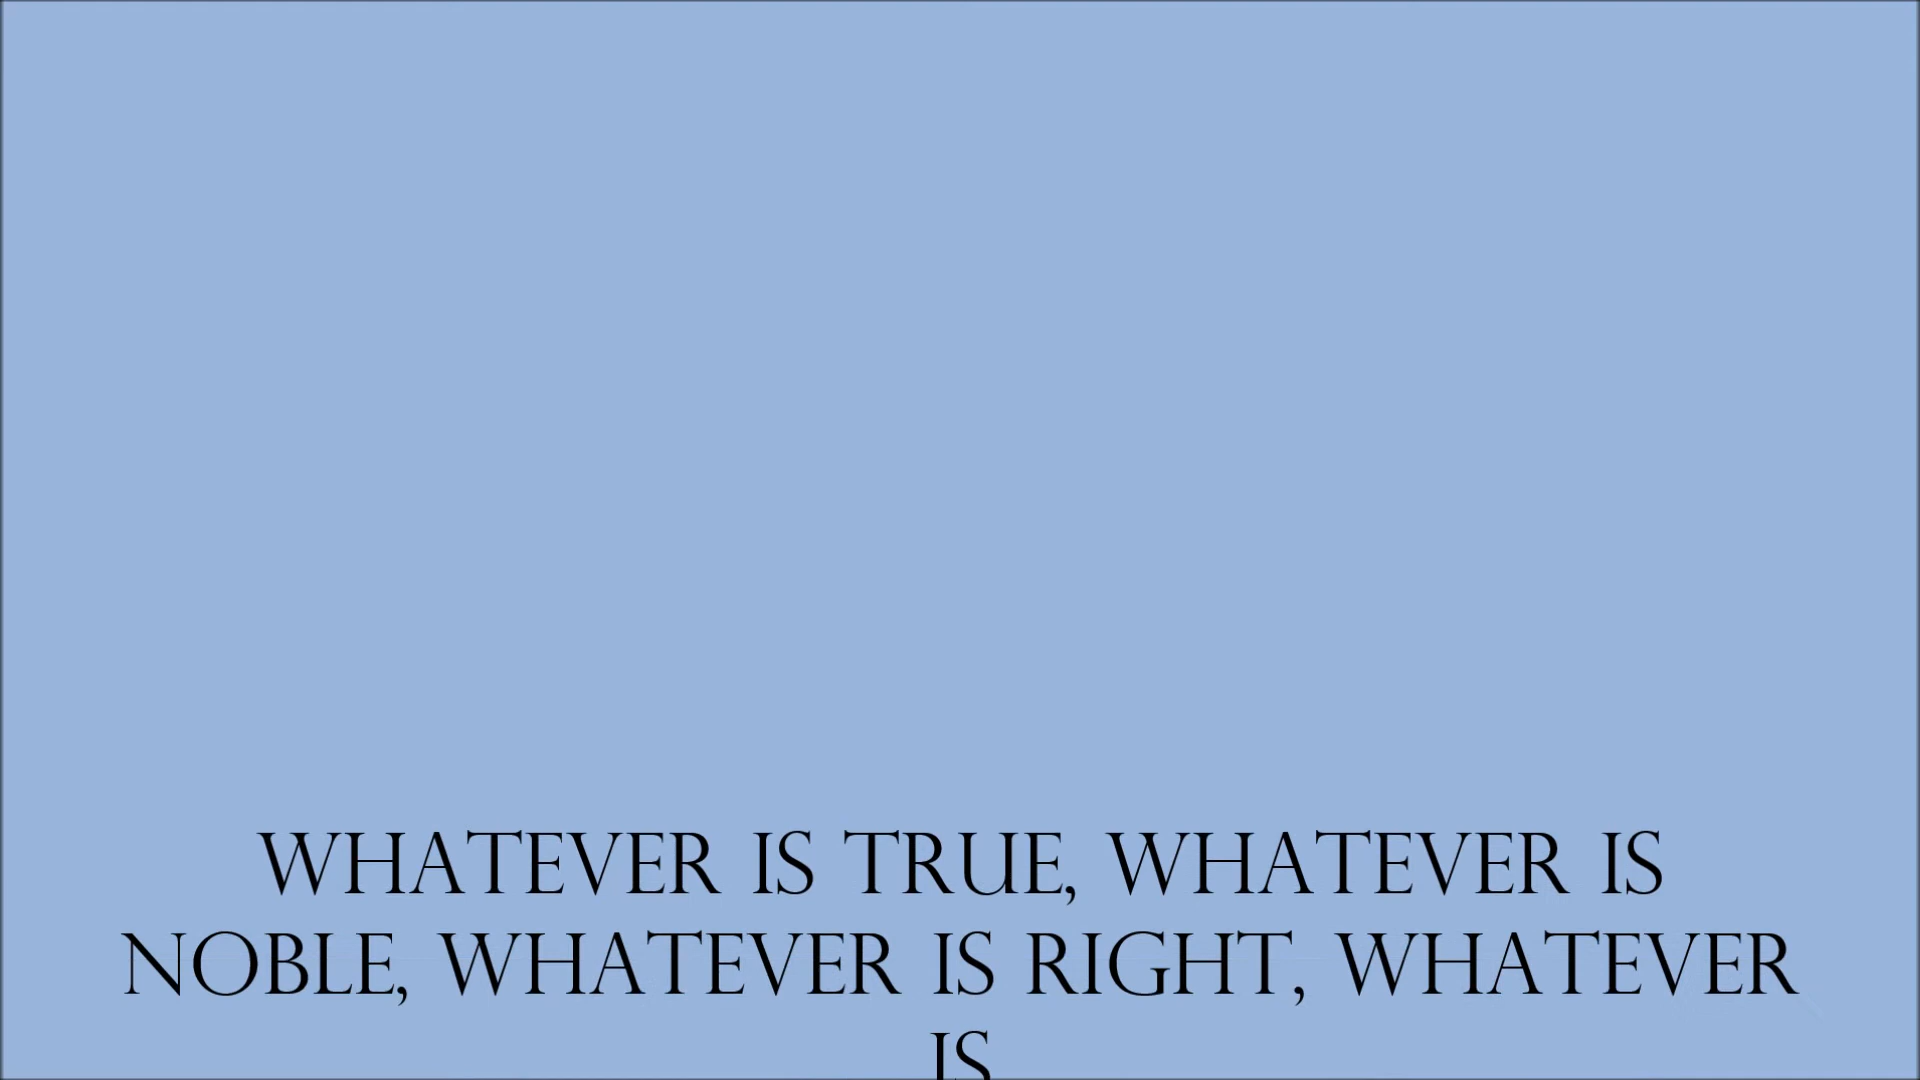 WHATEVER IS TRUE, WHATEVER IS
NOBLE, WHATEVER IS RIGHT, WHATEVER
IS